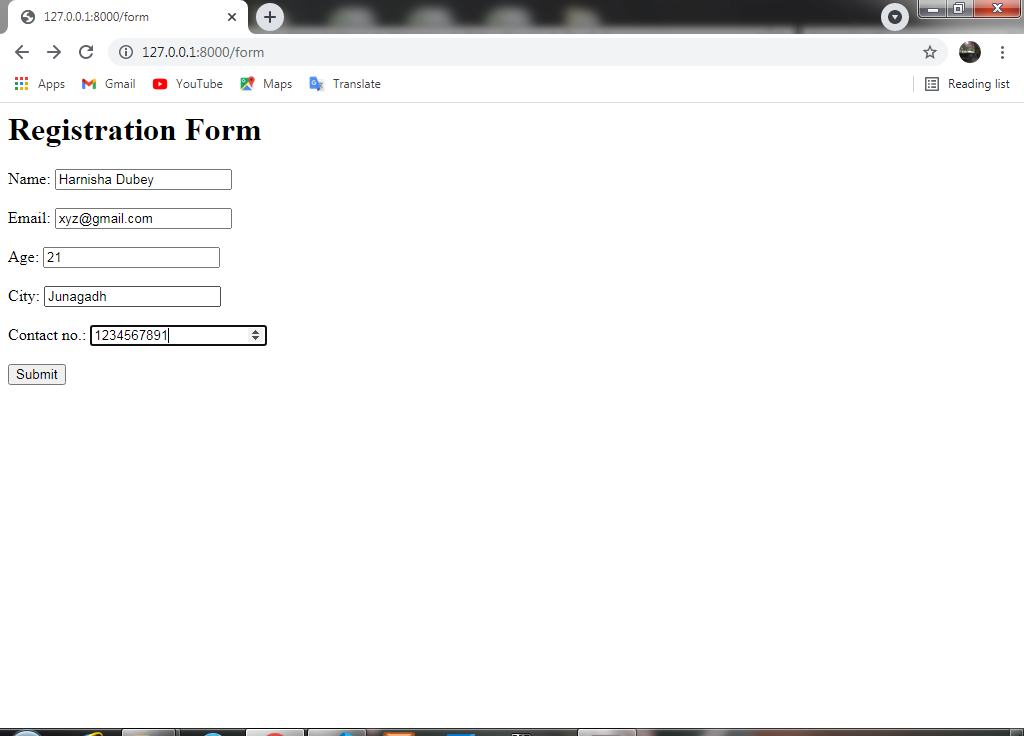 127.0.0.1:8000/form
127.0.0.1:8000/form
Apps Gmail YouTube Maps Translate Reading list
Registration Form
Name: Harnisha Dubey
Email: xyz@gmail.com
Age: 21
City: Junagadh
Contact no.: 1234567891
Submit